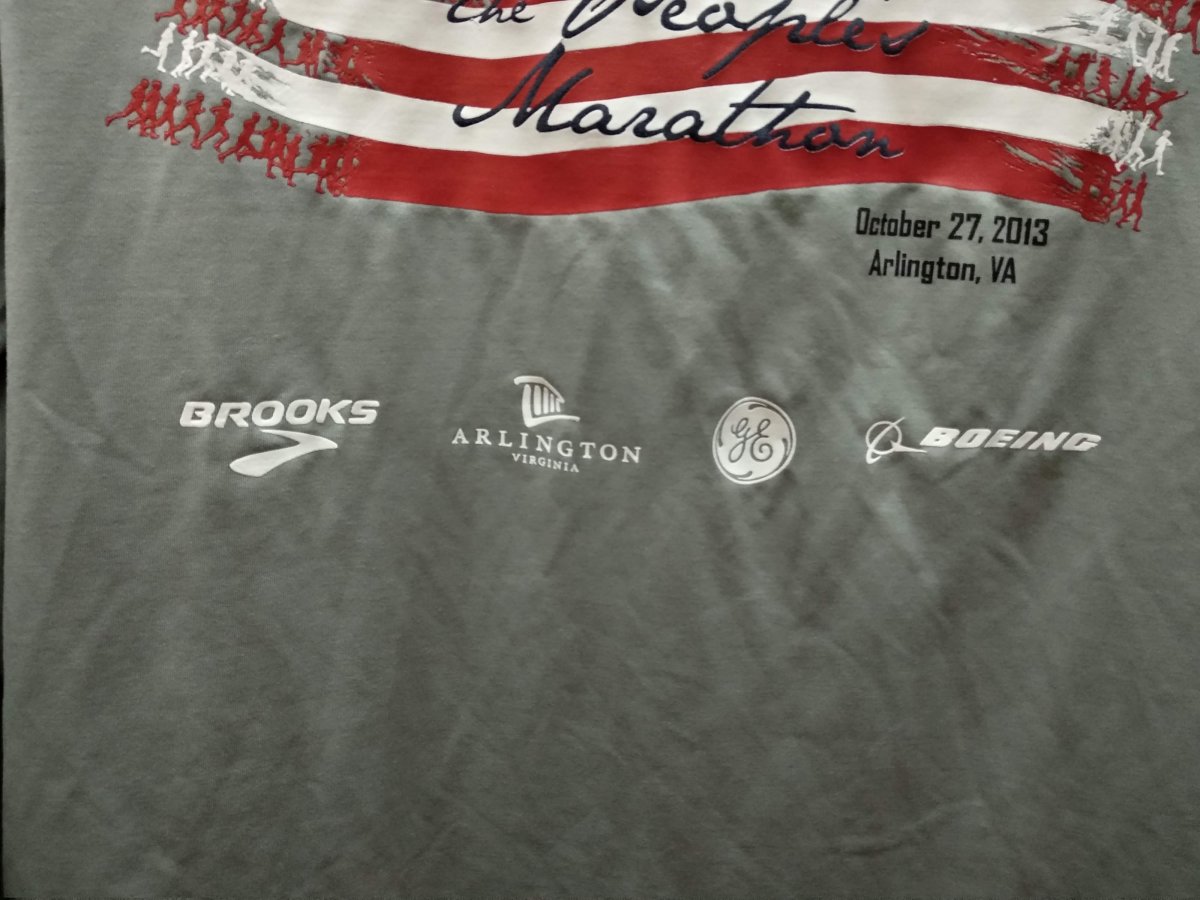 the People's
Marathon
October 27, 2013
Arlington, VA
BROOKS
ARLINGTON
VIRGINIA
GE
BOEING